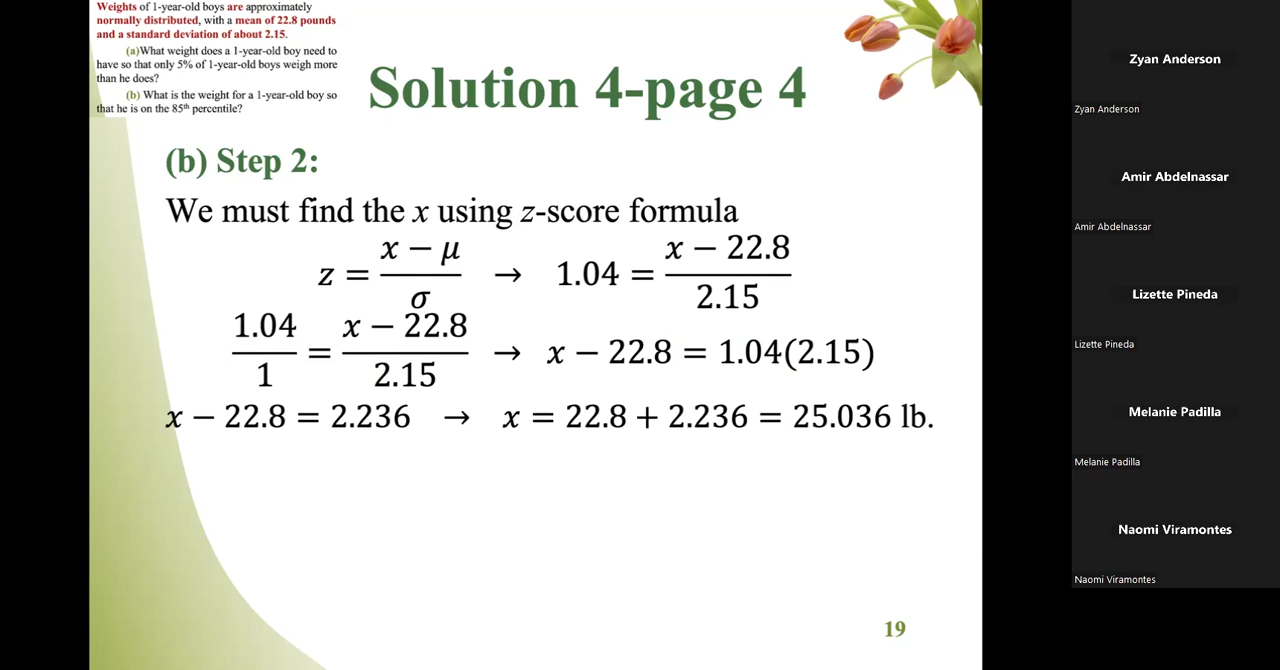 Weights of 1-year-old boys are approximately
normally distributed, with a mean of 22.8 pounds
and a standard deviation of about 2.15.
(a)What weight does a 1-year-old boy need to
have so that only 5% of 1-year-old boys weigh more
than he does?
(b) What is the weight for a 1-year-old boy so
that he is on the 85th percentile?
Solution 4-page 4
(b) Step 2:
We must find the x using z-score formula
z = (x − μ)/σ → 1.04 = (x − 22.8)/2.15
1.04/1 = (x − 22.8)/2.15 → x − 22.8 = 1.04(2.15)
x − 22.8 = 2.236 → x = 22.8 + 2.236 = 25.036 lb.
19
Zyan Anderson
Zyan Anderson
Amir Abdelnassar
Amir Abdelnassar
Lizette Pineda
Lizette Pineda
Melanie Padilla
Melanie Padilla
Naomi Viramontes
Naomi Viramontes